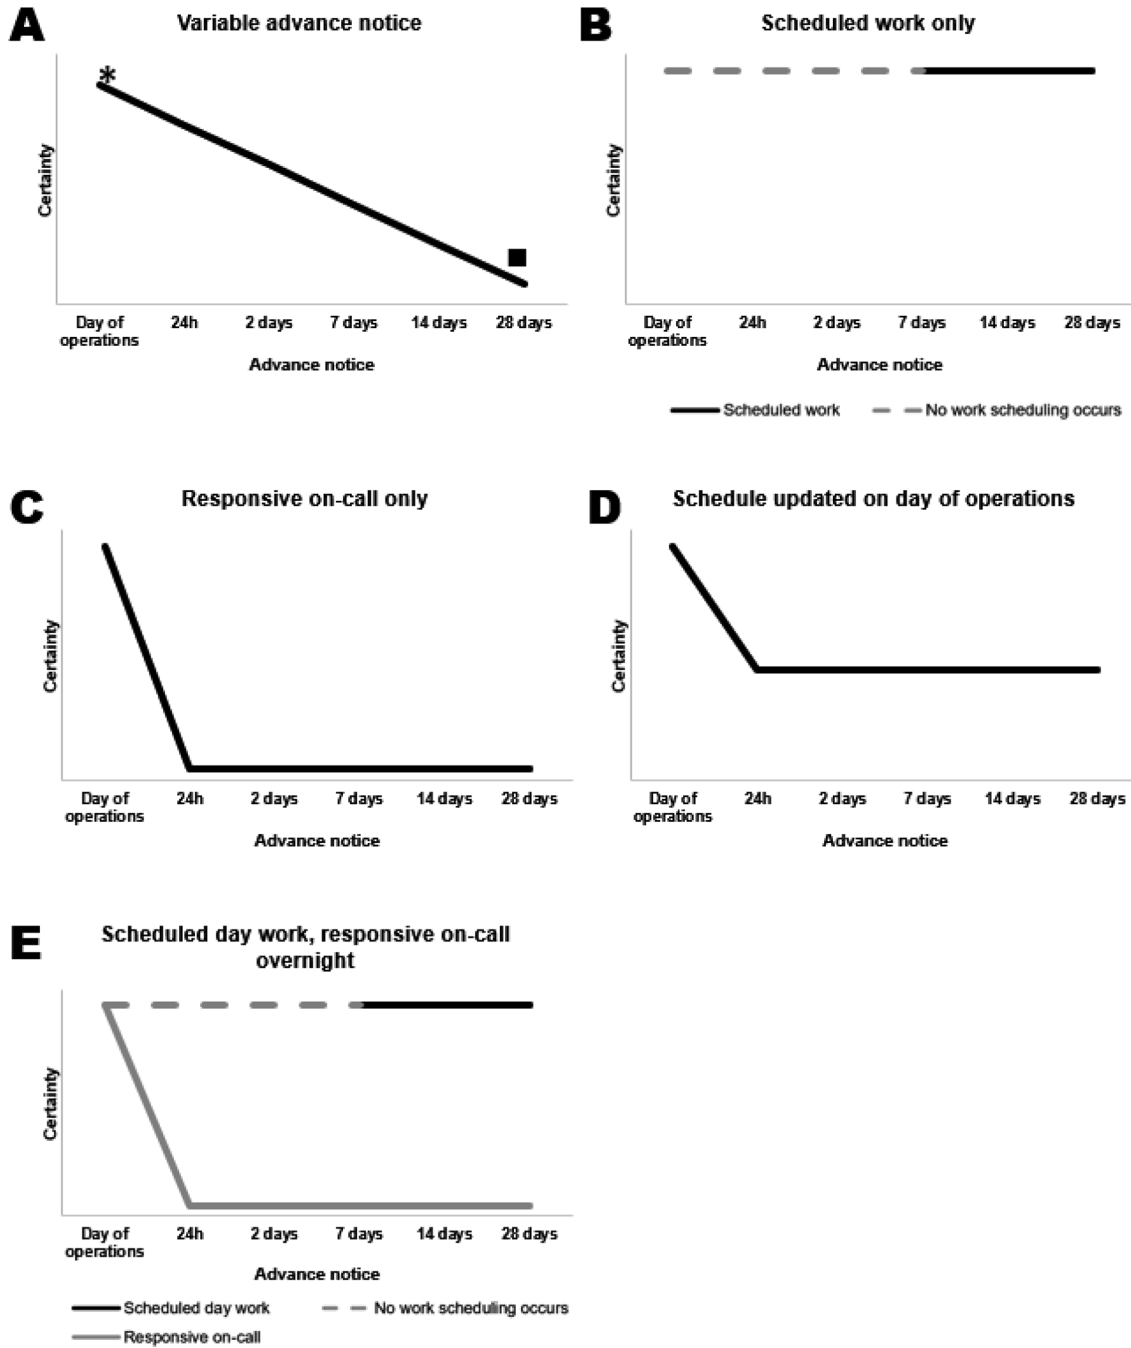 A
Variable advance notice
*
Certainty
Day of operations
24h
2 days
7 days
14 days
28 days
Advance notice
B
Scheduled work only
Certainty
Day of operations
24h
2 days
7 days
14 days
28 days
Advance notice
Scheduled work
No work scheduling occurs
C
Responsive on-call only
Certainty
Day of operations
24h
2 days
7 days
14 days
28 days
Advance notice
D
Schedule updated on day of operations
Certainty
Day of operations
24h
2 days
7 days
14 days
28 days
Advance notice
E
Scheduled day work, responsive on-call
overnight
Certainty
Day of operations
24h
2 days
7 days
14 days
28 days
Advance notice
Scheduled day work
No work scheduling occurs
Responsive on-call